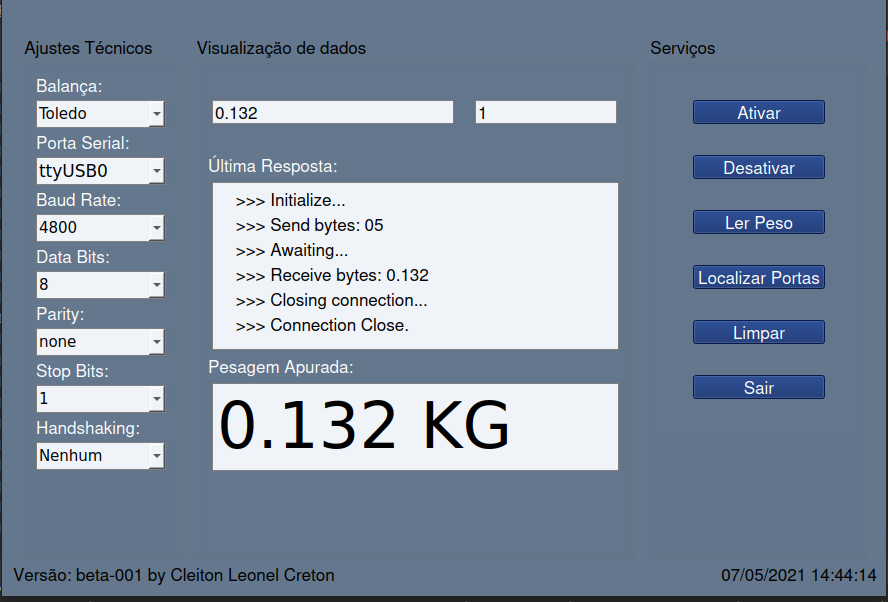 Ajustes Técnicos
Balança:
Toledo
Porta Serial:
ttyUSB0
Baud Rate:
4800
Data Bits:
8
Parity:
none
Stop Bits:
1
Handshaking:
Nenhum
Visualização de dados
0.132
1
Última Resposta:
>>> Initialize...
>>> Send bytes: 05
>>> Awaiting...
>>> Receive bytes: 0.132
>>> Closing connection...
>>> Connection Close.
Pesagem Apurada:
0.132 KG
Serviços
Ativar
Desativar
Ler Peso
Localizar Portas
Limpar
Sair
Versão: beta-001 by Cleiton Leonel Creton
07/05/2021 14:44:14